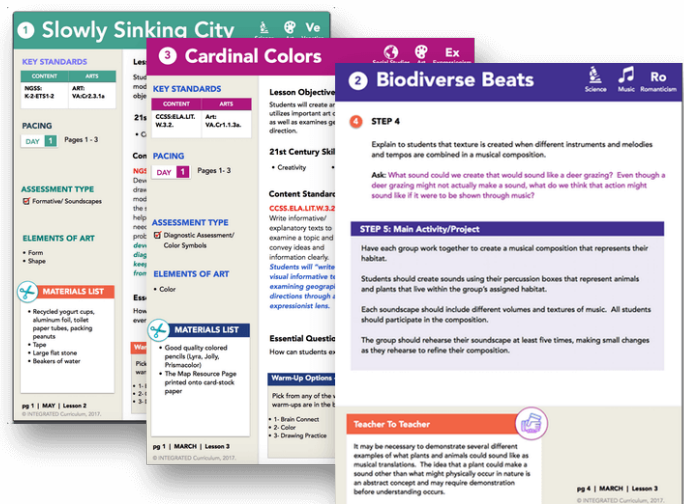 1 Slowly Sinking City
Ve
KEY STANDARDS
CONTENT ARTS
NGSS: ART:
K-2-ETS1-2 VA:Cr2.3.1a
PACING
DAY 1 Pages 1 - 3
ASSESSMENT TYPE
Formative/ Soundscapes
ELEMENTS OF ART
• Form
• Shape
MATERIALS LIST
• Recycled yogurt cups,
aluminum foil, toilet
paper tubes, packing
peanuts
• Tape
• Large flat stone
• Beakers of water
pg 1 | MAY | Lesson 2
© INTEGRATED Curriculum, 2017.
3 Cardinal Colors
Ex
KEY STANDARDS
CONTENT ARTS
CCSS:ELA.LIT. Art:
W.3.2. VA:Cr1.1.3a.
PACING
DAY 1 Pages 1- 3
ASSESSMENT TYPE
Diagnostic Assessment/
Color Symbols
ELEMENTS OF ART
• Color
MATERIALS LIST
• Good quality colored
pencils (Lyra, Jolly,
Prismacolor)
• The Map Resource Page
printed onto card-stock
paper
pg 1 | MARCH | Lesson 3
© INTEGRATED Curriculum, 2017.
Lesson Objective
Students will create
utilizes important art
as well as examines
direction.
21st Century
• Creativity
Content
CCSS.ELA.LIT.W.3.2
Write informative/
explanatory texts to
examine a topic and
convey ideas and
information clearly.
Students will "write
visual informative
examining
directions through a
expressionist lens.
Essential
How can students
Warm-Up Options
Pick from any of the
warm-ups are in the
• 1- Brain Connect
• 2- Color
• 3- Drawing Practice
2 Biodiverse Beats
Ro
Science Music Romanticism
4 STEP 4
Explain to students that texture is created when different instruments and melodies
and tempos are combined in a musical composition.
Ask: What sound could we create that would sound like a deer grazing? Even though a
deer grazing might not actually make a sound, what do we think that action might
sound like if it were to be shown through music?
STEP 5: Main Activity/Project
Have each group work together to create a musical composition that represents their
habitat.
Students should create sounds using their percussion boxes that represent animals
and plants that live within the group's assigned habitat.
Each soundscape should include different volumes and textures of music. All students
should participate in the composition.
The group should rehearse their soundscape at least five times, making small changes
as they rehearse to refine their composition.
Teacher To Teacher
It may be necessary to demonstrate several different
examples of what plants and animals could sound like as
musical translations. The idea that a plant could make a
sound other than what might physically occur in nature is
an abstract concept and may require demonstration
before understanding occurs.
pg 4 | MARCH | Lesson 3
© INTEGRATED Curriculum, 2017.